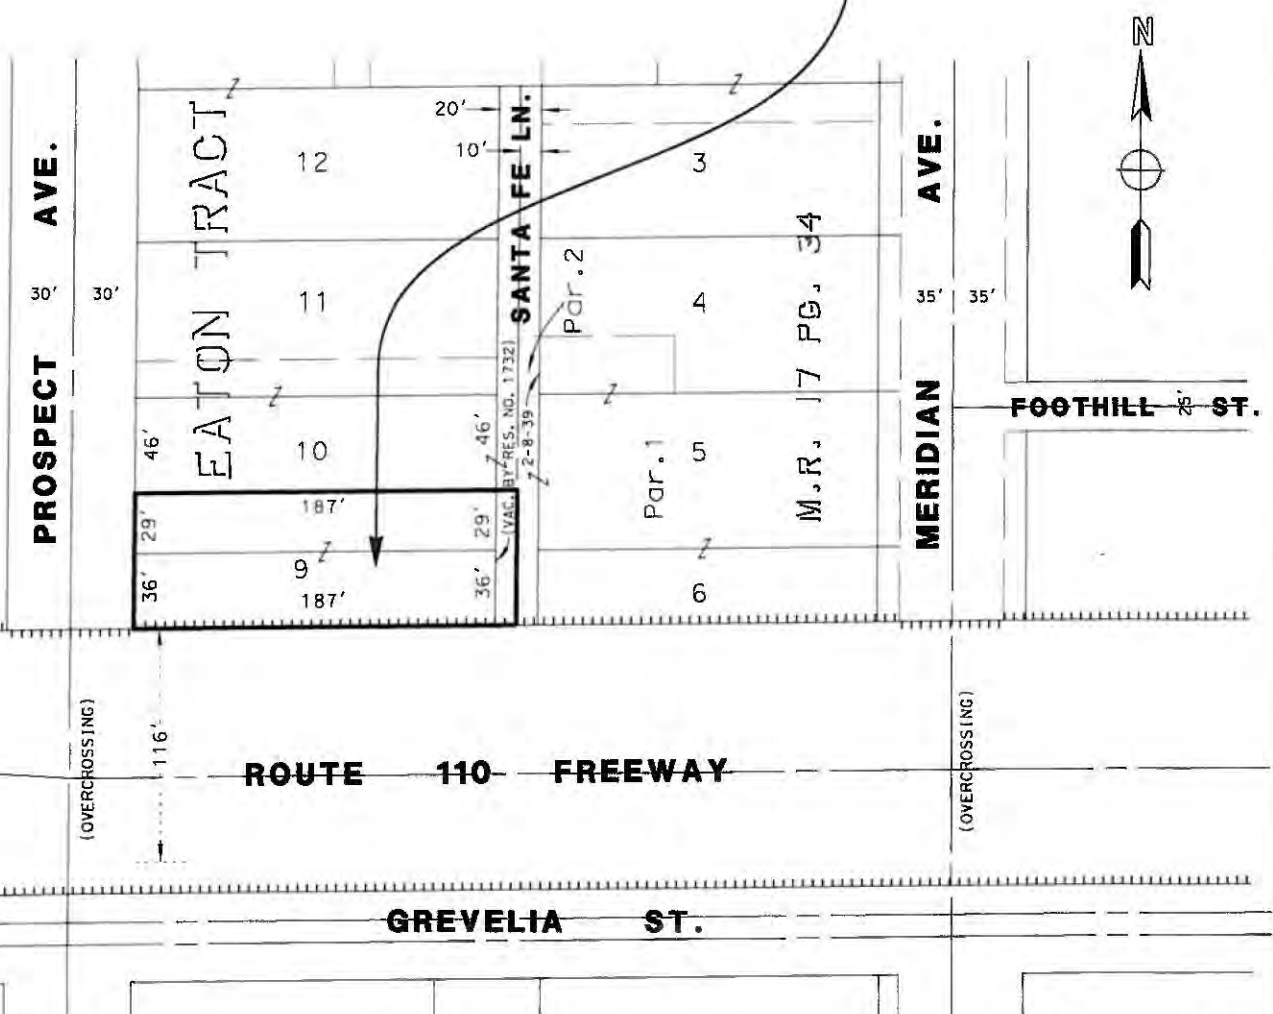 N
20'
SANTA FE LN.
10'
PROSPECT AVE.
EATON TRACT
12
3
MERIDIAN AVE.
30'
30'
11
Par. 2
4
M.R. 17 PG. 34
35'
35'
FOOTHILL ST.
25'
46'
10
46'
(VAC. BY RES. NO. 1732)
2-8-39
Par. 1
5
187'
29'
29'
9
36'
187'
36'
6
(OVERCROSSING)
116'
ROUTE 110 FREEWAY
(OVERCROSSING)
GREVELIA ST.